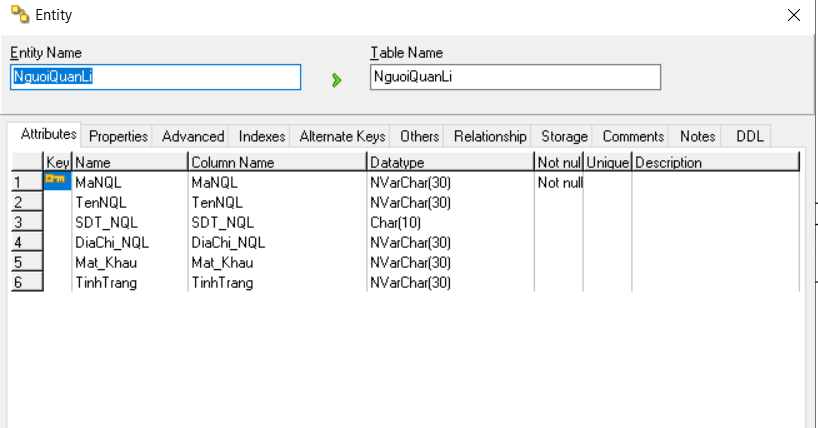 Entity
Entity Name Table Name
NguoiQuanLi NguoiQuanLi
Attributes Properties Advanced Indexes Alternate Keys Others Relationship Storage Comments Notes DDL
Key Name Column Name Datatype Not nul Unique Description
1 MaNQL MaNQL NVarChar(30) Not null
2 TenNQL TenNQL NVarChar(30)
3 SDT_NQL SDT_NQL Char(10)
4 DiaChi_NQL DiaChi_NQL NVarChar(30)
5 Mat_Khau Mat_Khau NVarChar(30)
6 TinhTrang TinhTrang NVarChar(30)